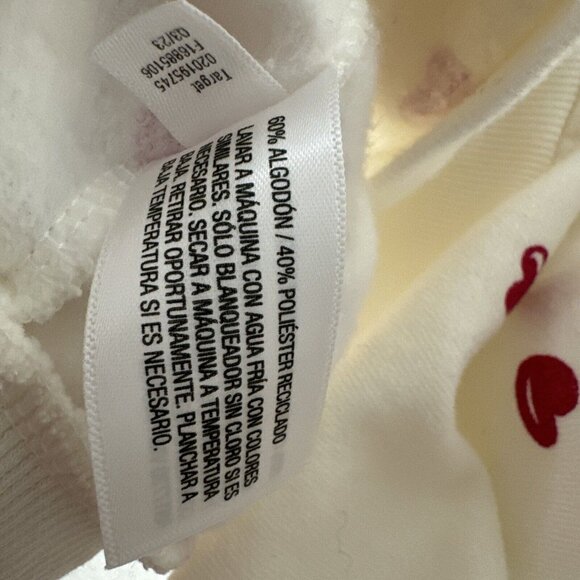 Target
020195745
F16885106
03/23
60% ALGODÓN / 40% POLIÉSTER RECICLADO
LAVAR A MÁQUINA CON AGUA FRÍA CON COLORES
SIMILARES. SÓLO BLANQUEADOR SIN CLORO SI ES
NECESARIO. SECAR A MÁQUINA A TEMPERATURA
BAJA. RETIRAR OPORTUNAMENTE. PLANCHAR A
BAJA TEMPERATURA SI ES NECESARIO.